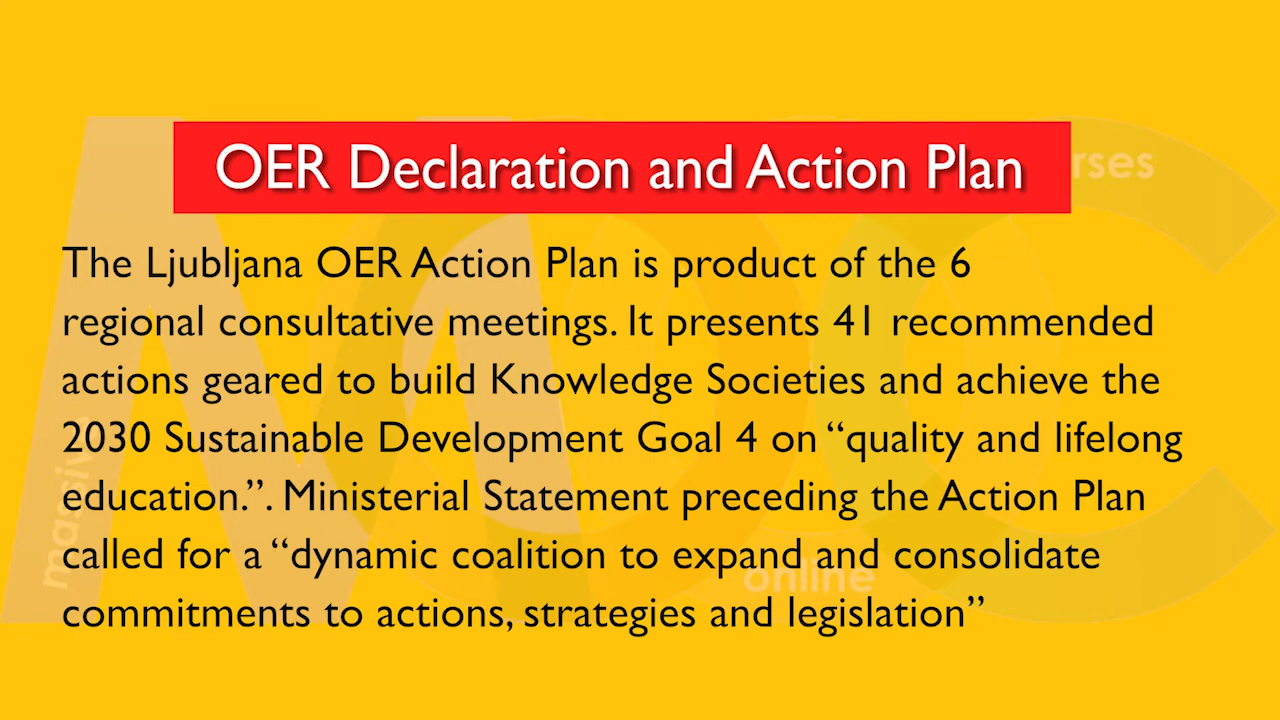 OER Declaration and Action Plan
The Ljubljana OER Action Plan is product of the 6
regional consultative meetings. It presents 41 recommended
actions geared to build Knowledge Societies and achieve the
2030 Sustainable Development Goal 4 on “quality and lifelong
education.”. Ministerial Statement preceding the Action Plan
called for a “dynamic coalition to expand and consolidate
commitments to actions, strategies and legislation”
massive
online